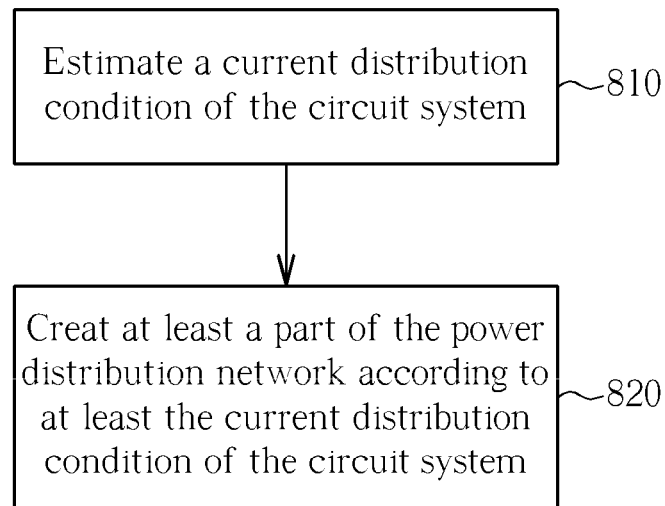 Estimate a current distribution
condition of the circuit system
810
Creat at least a part of the power
distribution network according to
at least the current distribution
condition of the circuit system
820